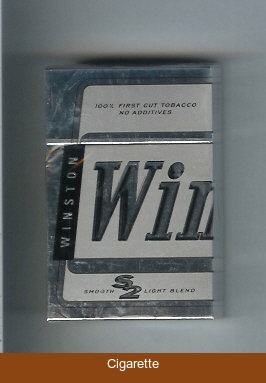 100% FIRST CUT TOBACCO
NO ADDITIVES
WINSTON
Win
S2
SMOOTH LIGHT BLEND
Cigarette